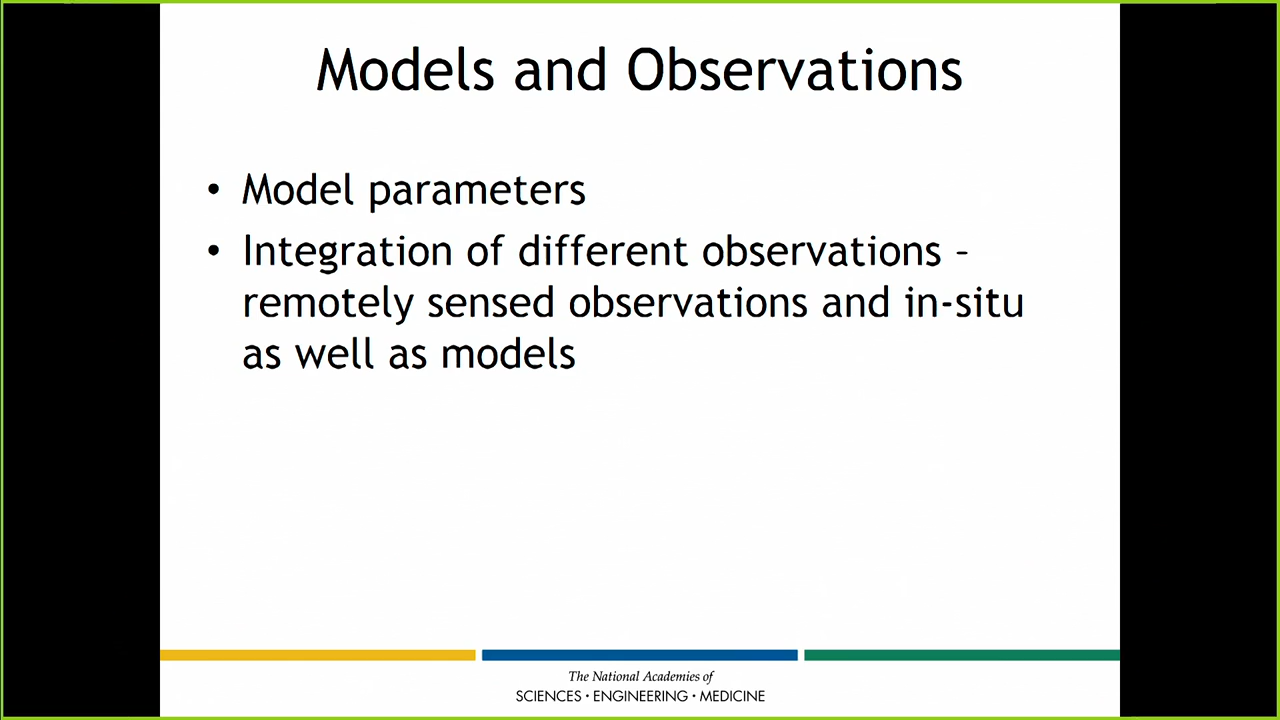 Models and Observations
• Model parameters
• Integration of different observations –
remotely sensed observations and in-situ
as well as models
The National Academies of
SCIENCES · ENGINEERING · MEDICINE